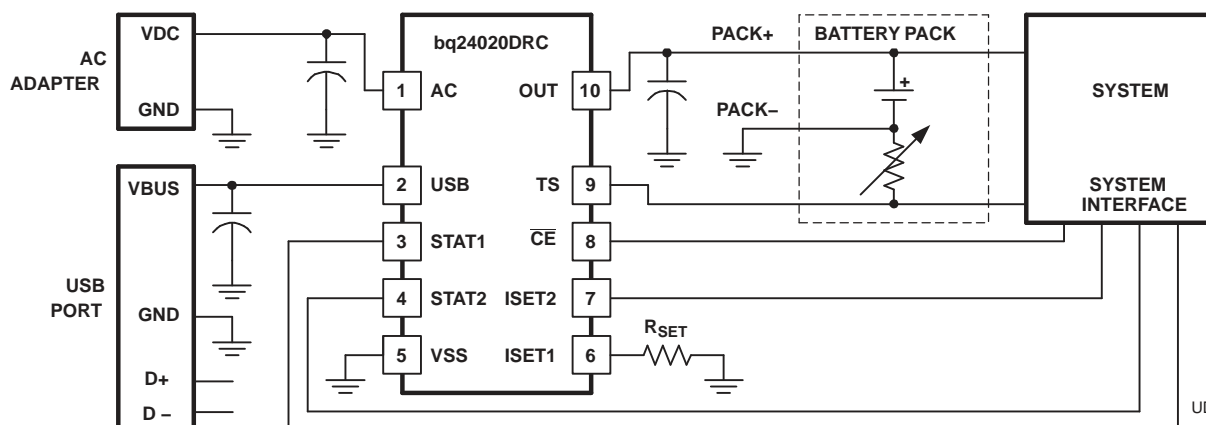 AC
ADAPTER
VDC
GND
USB
PORT
VBUS
GND
D+
D –
bq24020DRC
1 AC
2 USB
3 STAT1
4 STAT2
5 VSS
OUT 10
TS 9
CE 8
ISET2 7
ISET1 6
RSET
PACK+
PACK–
BATTERY PACK
+
SYSTEM
SYSTEM
INTERFACE